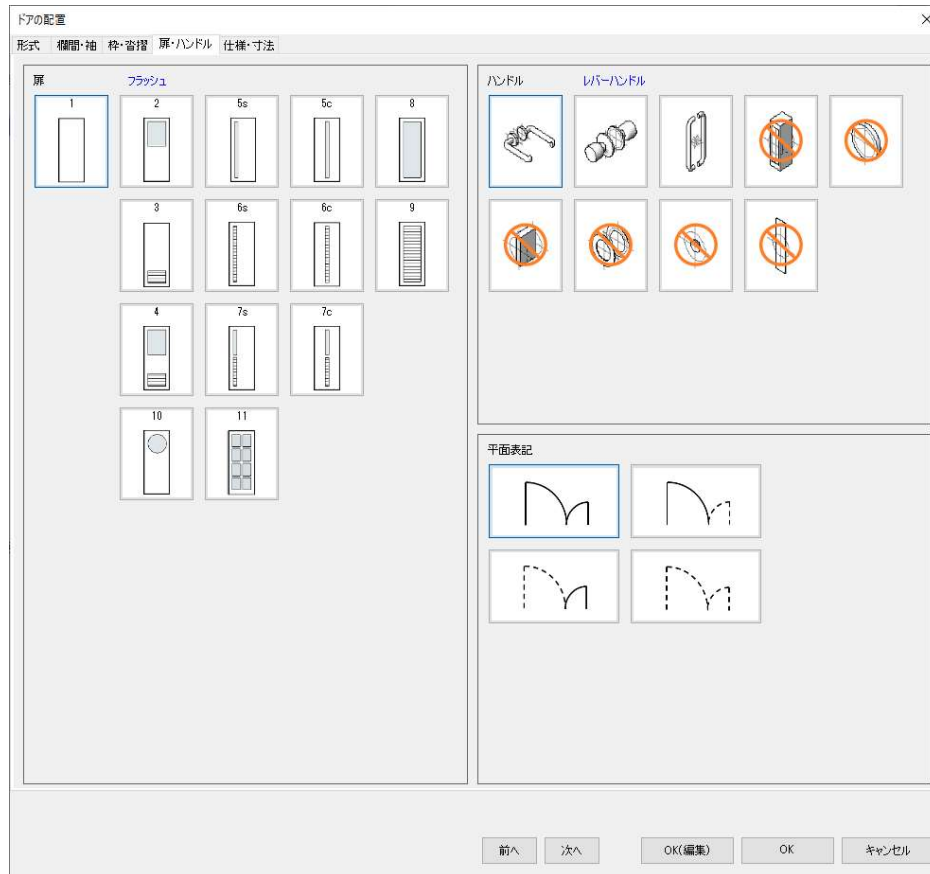 ドアの配置
形式 欄間・袖 枠・沓摺 扉・ハンドル 仕様・寸法
扉 フラッシュ
1 2 5s 5c 8
3 6s 6c 9
4 7s 7c
10 11
ハンドル レバーハンドル
平面表記
前へ 次へ OK(編集) OK キャンセル